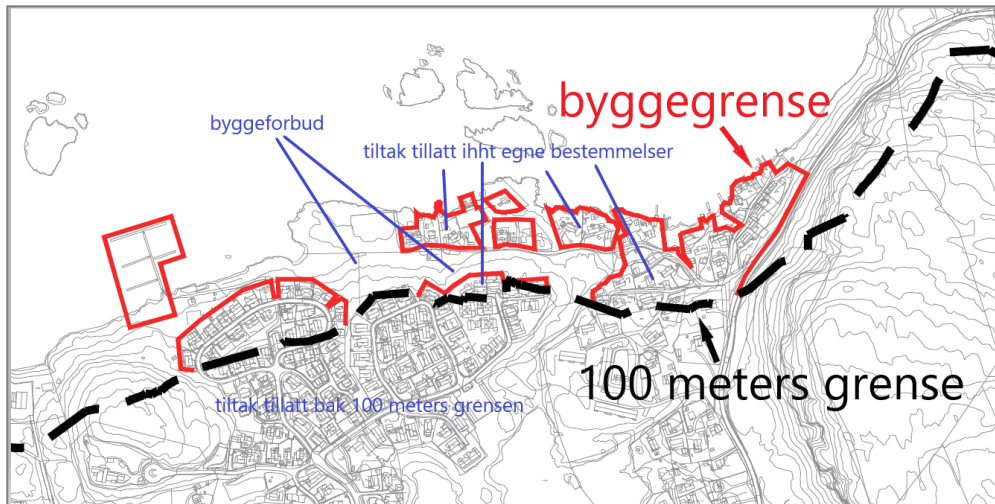 byggegrense
byggeforbud
tiltak tillatt ihht egne bestemmelser
100 meters grense
tiltak tillatt bak 100 meters grensen